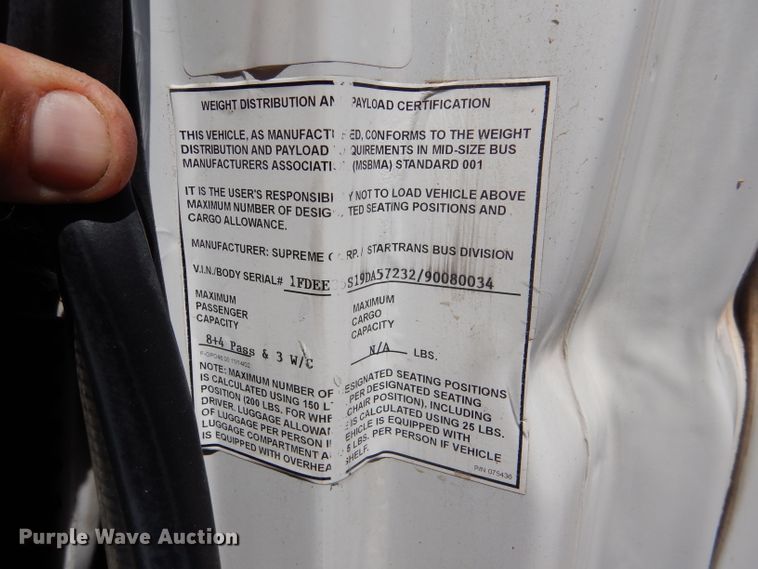 WEIGHT DISTRIBUTION AN PAYLOAD CERTIFICATION
THIS VEHICLE, AS MANUFACTU ED, CONFORMS TO THE WEIGHT
DISTRIBUTION AND PAYLOAD QUIREMENTS IN MID-SIZE BUS
MANUFACTURERS ASSOCIATI (MSBMA) STANDARD 001
IT IS THE USER'S RESPONSIBI Y NOT TO LOAD VEHICLE ABOVE
MAXIMUM NUMBER OF DESIG TED SEATING POSITIONS AND
CARGO ALLOWANCE.
MANUFACTURER: SUPREME C RP./ STARTRANS BUS DIVISION
V.I.N./BODY SERIAL# 1FDEE 5S19DA57232/90080034
MAXIMUM
PASSENGER
CAPACITY
8+4 Pass & 3 W/C
MAXIMUM
CARGO
CAPACITY
N/A LBS.
NOTE: MAXIMUM NUMBER OF ESIGNATED SEATING POSITIONS
IS CALCULATED USING 150 L PER DESIGNATED SEATING
POSITION (200 LBS. FOR WHE CHAIR POSITION), INCLUDING
DRIVER. LUGGAGE ALLOWAN E IS CALCULATED USING 25 LBS.
OF LUGGAGE PER PERSON I EHICLE IS EQUIPPED WITH
LUGGAGE COMPARTMENT A 5 LBS. PER PERSON IF VEHICLE
IS EQUIPPED WITH OVERHEA SHELF.
P/N 075436
Purple Wave Auction